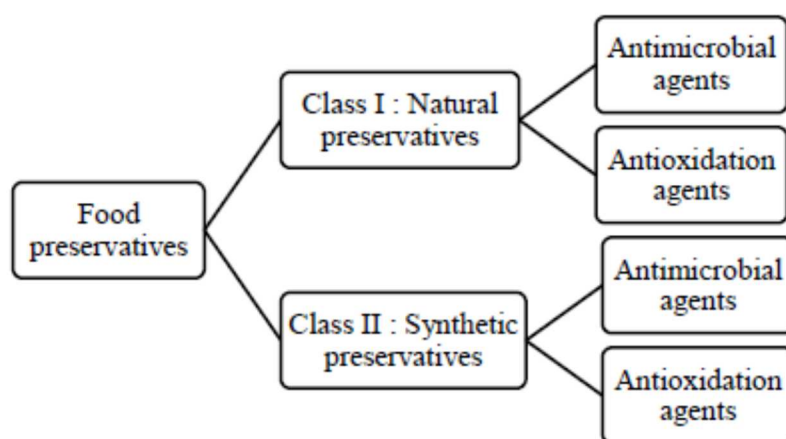 Food
preservatives
Class I : Natural
preservatives
Antimicrobial
agents
Antioxidation
agents
Class II : Synthetic
preservatives
Antimicrobial
agents
Antioxidation
agents